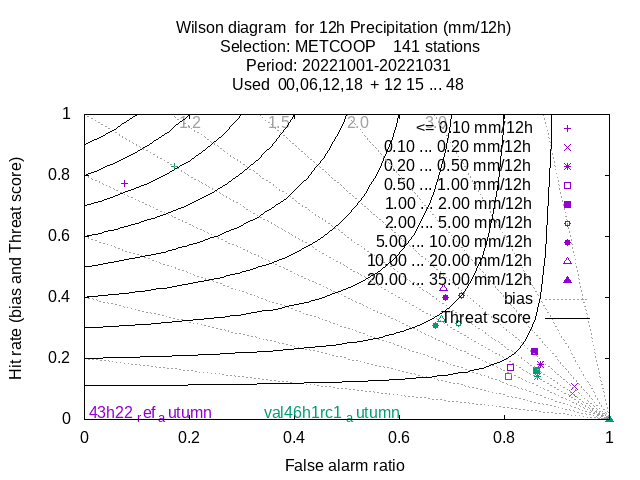 Wilson diagram  for 12h Precipitation (mm/12h)
Selection: METCOOP    141 stations
Period: 20221001-20221031
Used  00,06,12,18  + 12 15 ... 48
1.2 1.5 2.0 3.0
<= 0.10 mm/12h
0.10 ... 0.20 mm/12h
0.20 ... 0.50 mm/12h
0.50 ... 1.00 mm/12h
1.00 ... 2.00 mm/12h
2.00 ... 5.00 mm/12h
5.00 ... 10.00 mm/12h
10.00 ... 20.00 mm/12h
20.00 ... 35.00 mm/12h
bias
Threat score
Hit rate (bias and Threat score)
1
0.8
0.6
0.4
0.2
0
43h22ref_autumn val46h1rc1_autumn
0 0.2 0.4 0.6 0.8 1
False alarm ratio